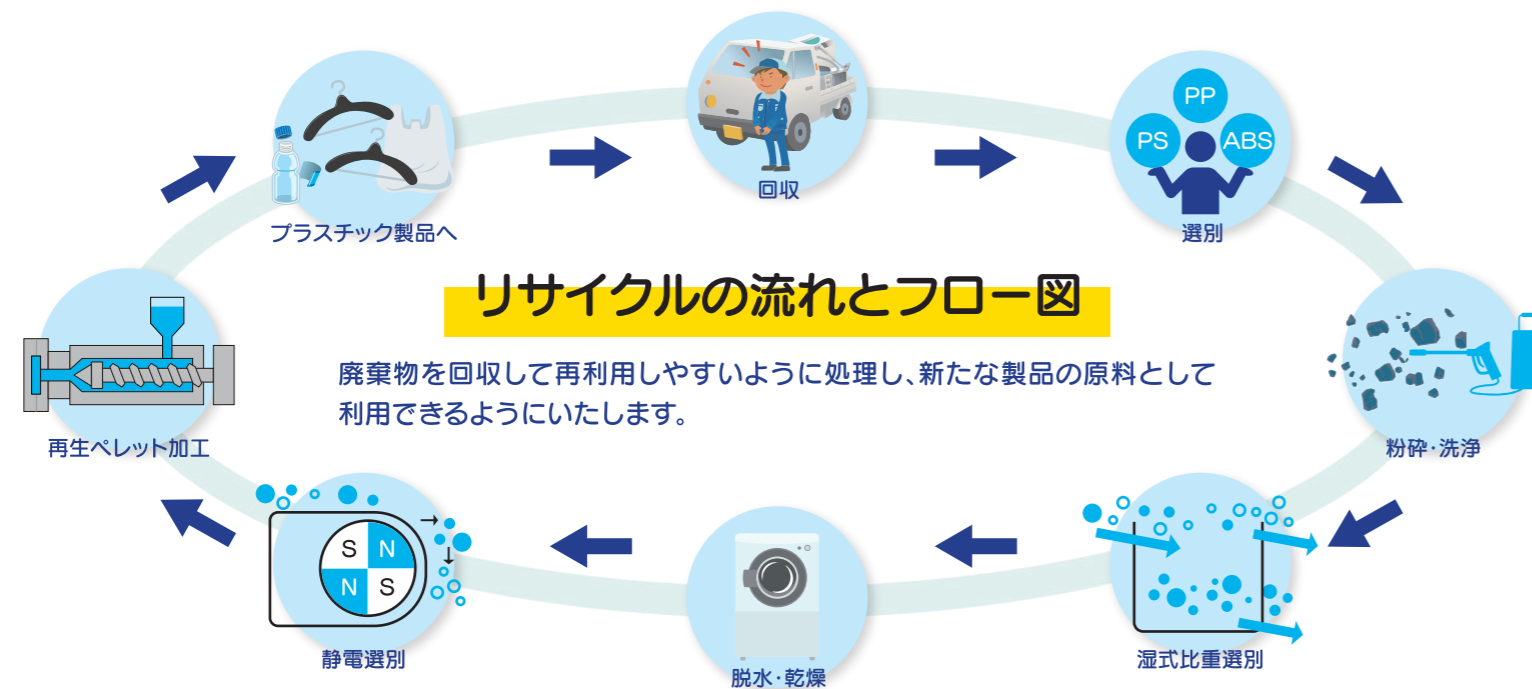 回収
PP
PS
ABS
選別
プラスチック製品へ
リサイクルの流れとフロー図
廃棄物を回収して再利用しやすいように処理し、新たな製品の原料として
利用できるようにいたします。
再生ペレット加工
粉砕・洗浄
S N
N S
静電選別
脱水・乾燥
湿式比重選別